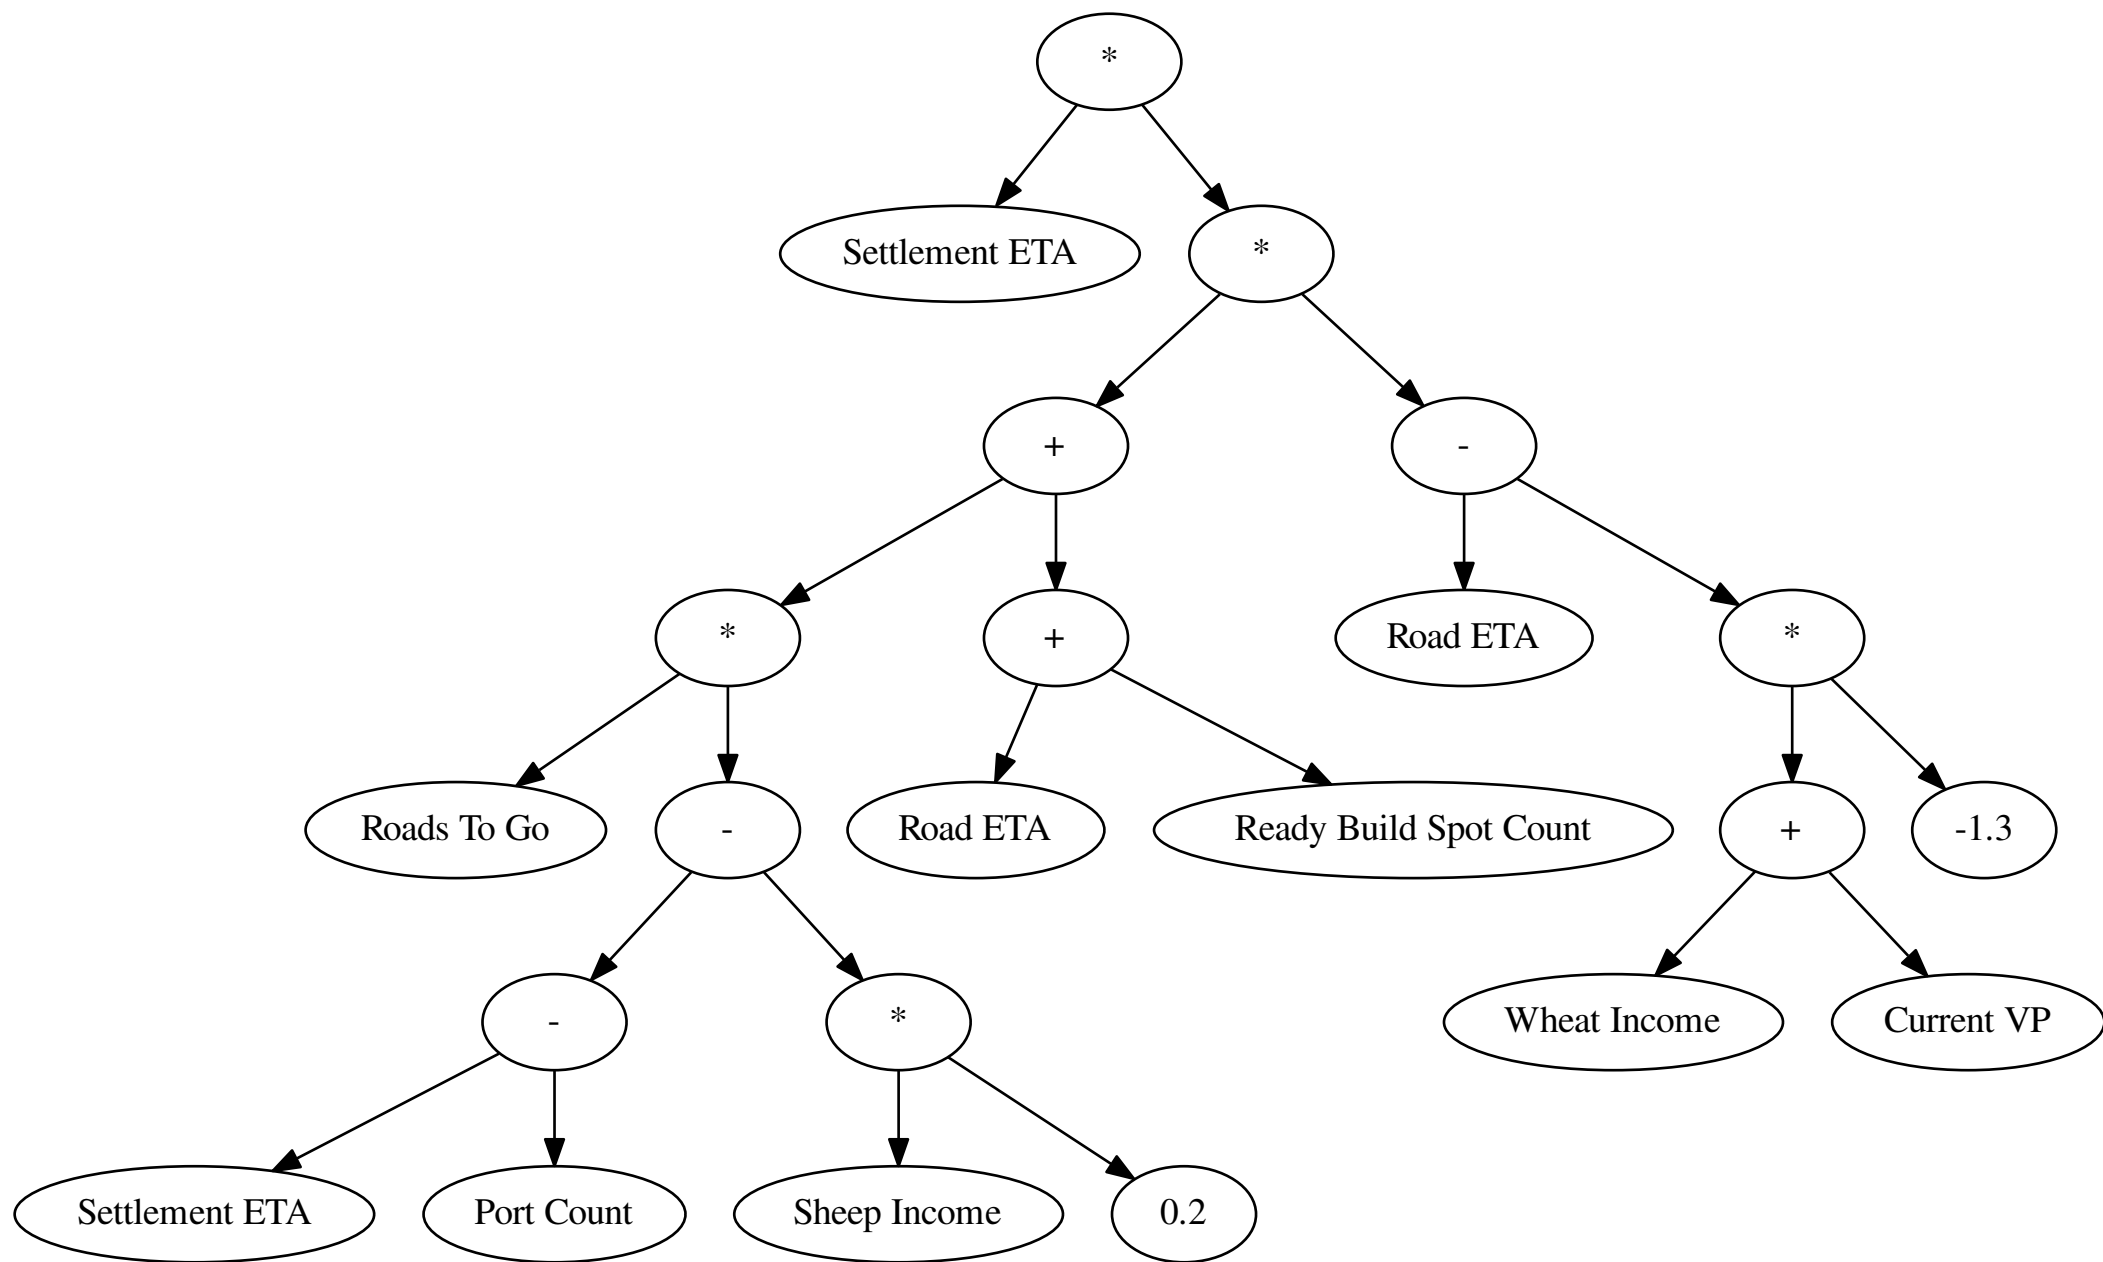 *
Settlement ETA
*
+
-
*
+
Road ETA
*
Roads To Go
-
Road ETA
Ready Build Spot Count
+
-1.3
-
*
Wheat Income
Current VP
Settlement ETA
Port Count
Sheep Income
0.2